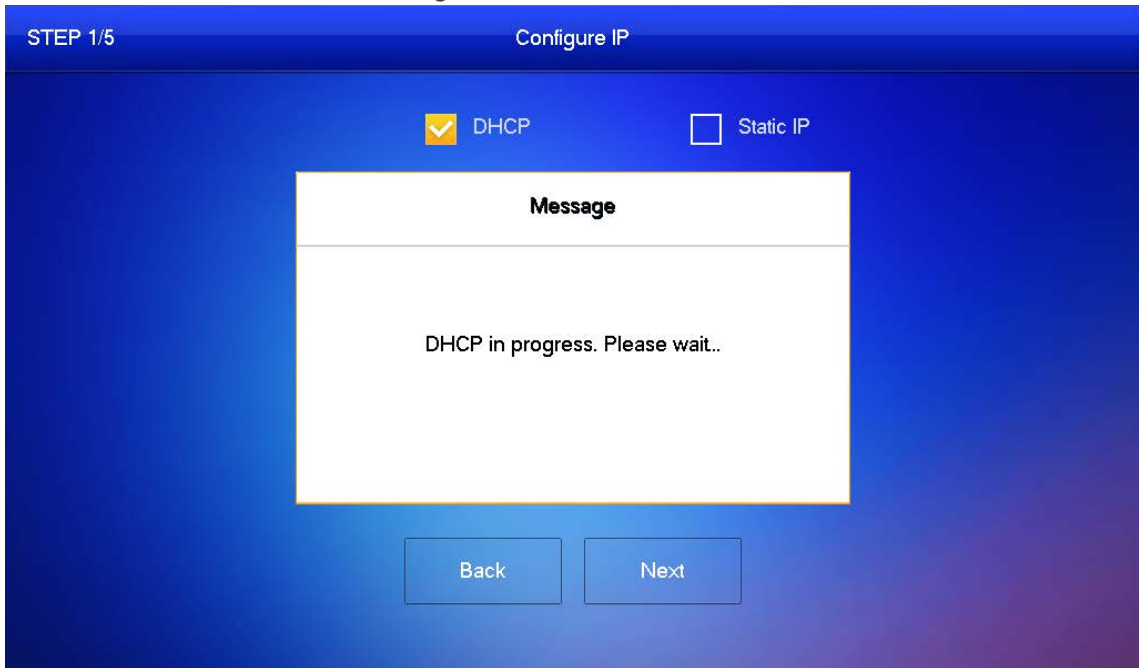 STEP 1/5
Configure IP
DHCP
Static IP
Message
DHCP in progress. Please wait..
Back
Next